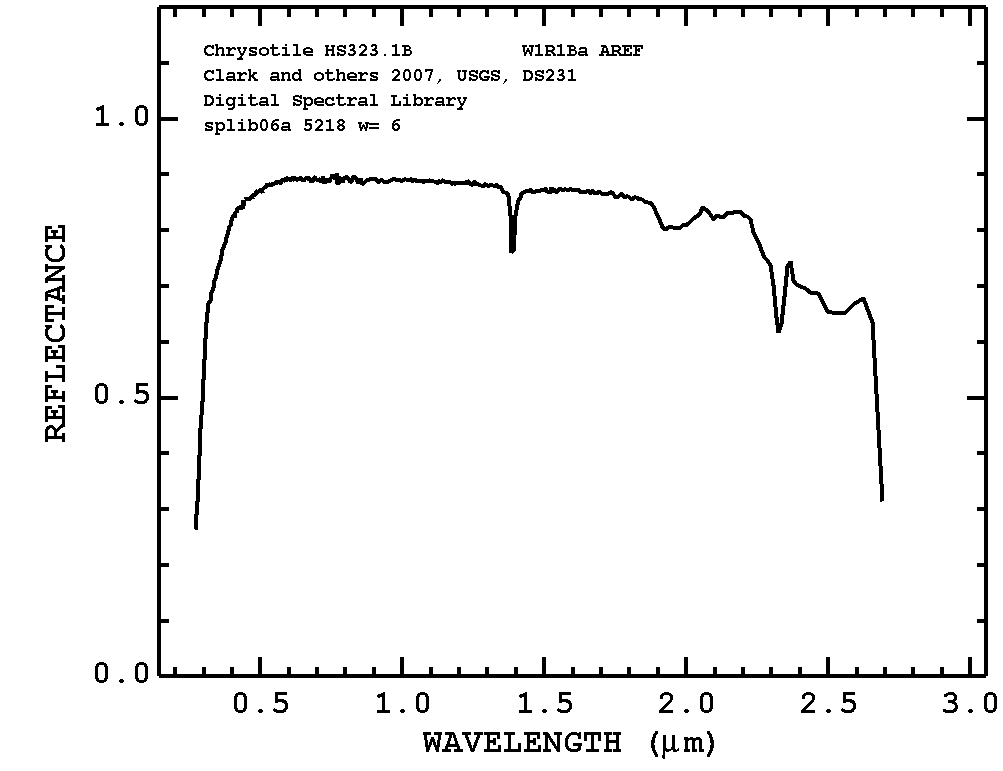 Chrysotile HS323.1B W1R1Ba AREF
Clark and others 2007, USGS, DS231
Digital Spectral Library
splib06a 5218 w= 6
1.0
0.5
0.0
REFLECTANCE
0.5 1.0 1.5 2.0 2.5 3.0
WAVELENGTH (μm)